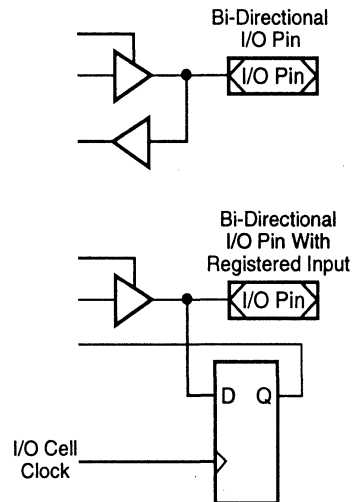 Bi-Directional
I/O Pin
I/O Pin
Bi-Directional
I/O Pin With
Registered Input
I/O Pin
D Q
I/O Cell
Clock